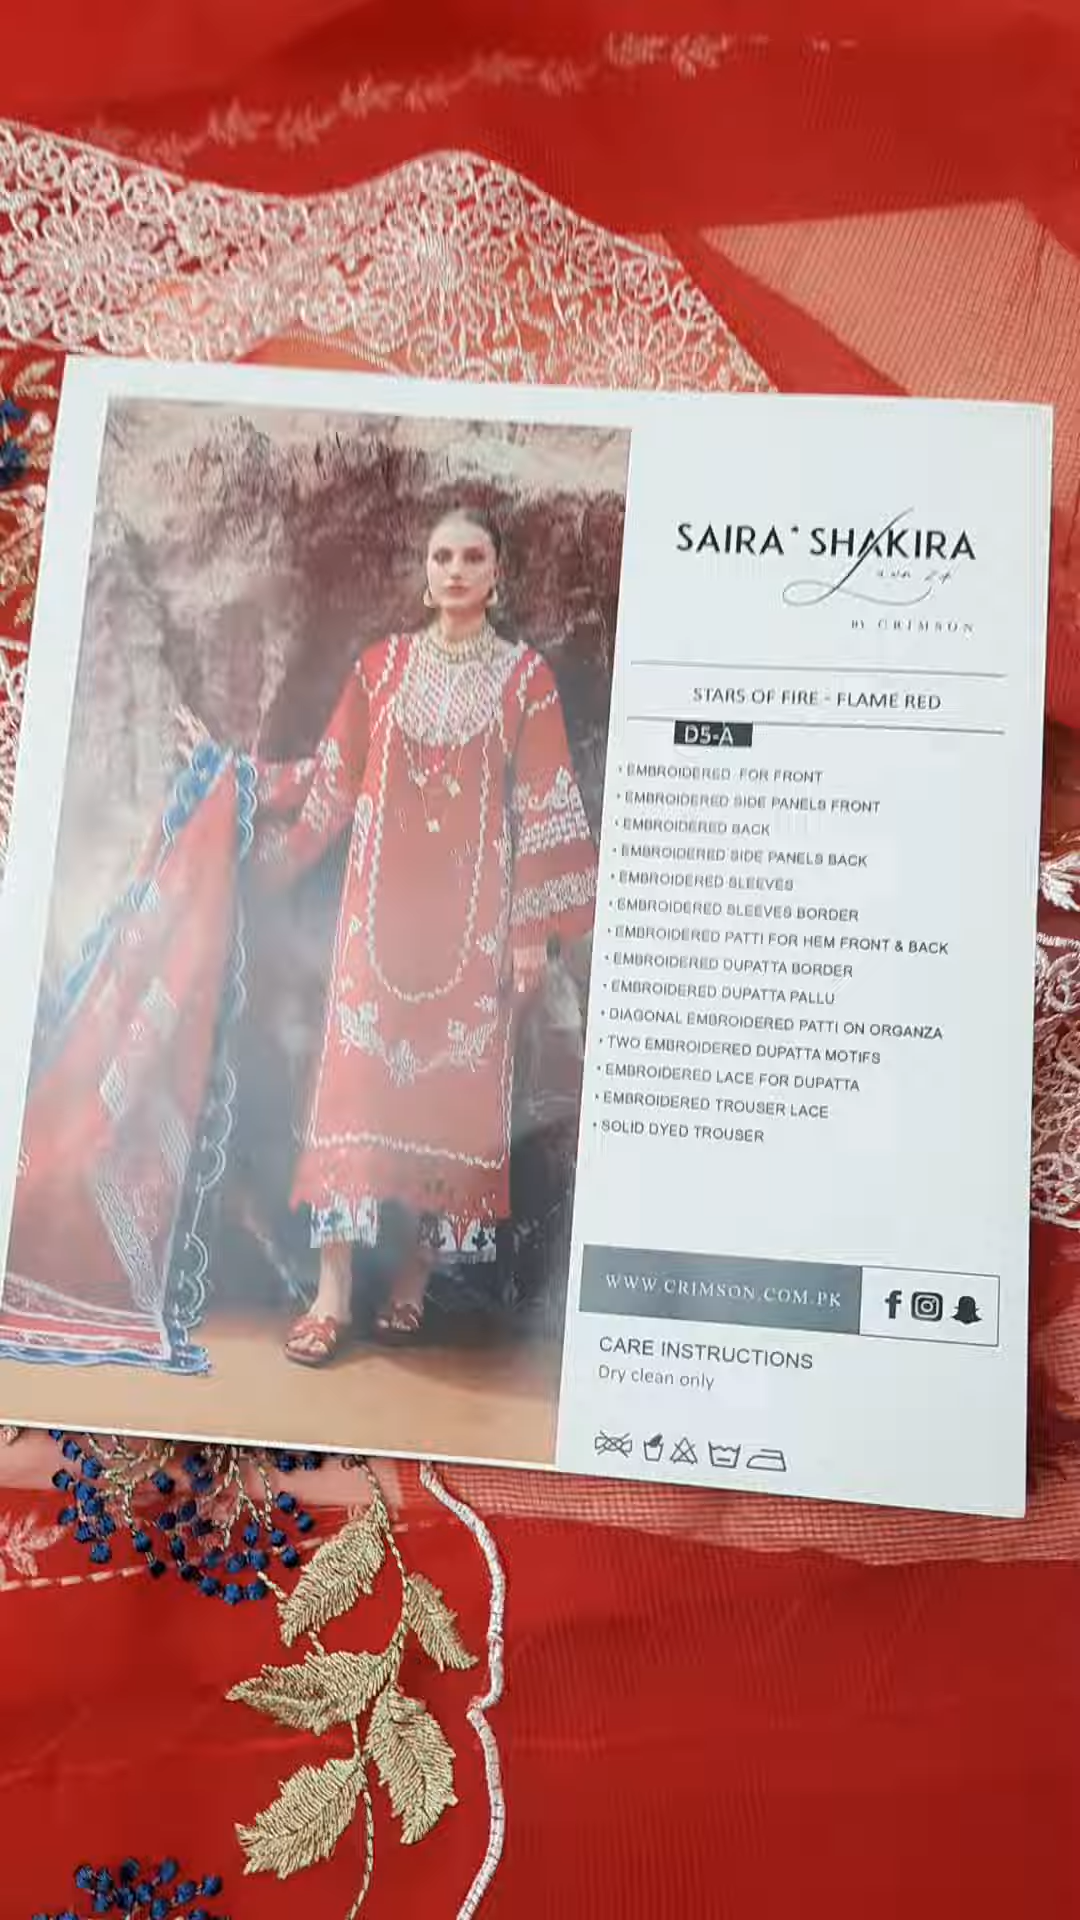 SAIRA * SHAKIRA
BY CRIMSON
STARS OF FIRE - FLAME RED
D5-A
• EMBROIDERED FOR FRONT
• EMBROIDERED SIDE PANELS FRONT
• EMBROIDERED BACK
• EMBROIDERED SIDE PANELS BACK
• EMBROIDERED SLEEVES
• EMBROIDERED SLEEVES BORDER
• EMBROIDERED PATTI FOR HEM FRONT & BACK
• EMBROIDERED DUPATTA BORDER
• EMBROIDERED DUPATTA PALLU
• DIAGONAL EMBROIDERED PATTI ON ORGANZA
• TWO EMBROIDERED DUPATTA MOTIFS
• EMBROIDERED LACE FOR DUPATTA
• EMBROIDERED TROUSER LACE
• SOLID DYED TROUSER
WWW.CRIMSON.COM.PK
CARE INSTRUCTIONS
Dry clean only